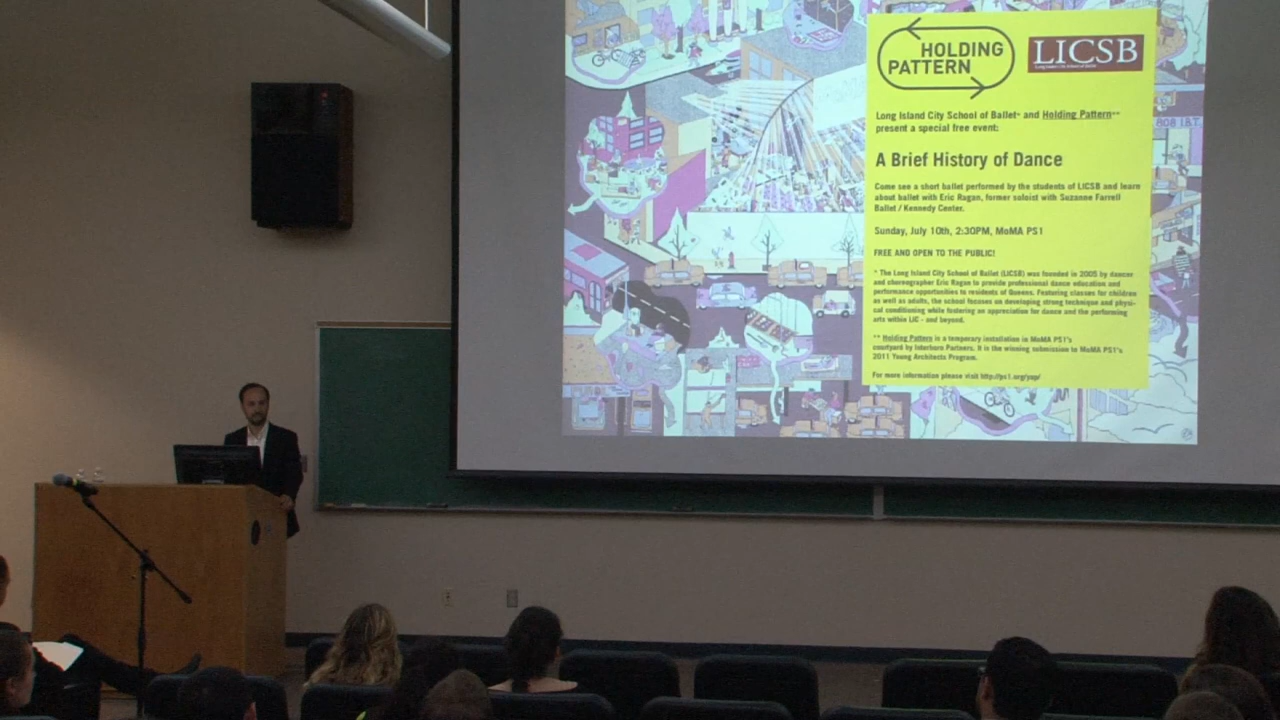 HOLDING
PATTERN
LICSB
Long Island City School of Ballet
Long Island City School of Ballet* and Holding Pattern**
present a special free event:
A Brief History of Dance
Come see a short ballet performed by the students of LICSB and learn
about ballet with Eric Ragan, former soloist with Suzanne Farrell
Ballet / Kennedy Center.
Sunday, July 10th, 2:30PM, MoMA PS1
FREE AND OPEN TO THE PUBLIC!
* The Long Island City School of Ballet (LICSB) was founded in 2005 by dancer
and choreographer Eric Ragan to provide professional dance education and
performance opportunities to residents of Queens. Featuring classes for children
as well as adults, the school focuses on developing strong technique and physi-
cal conditioning while fostering an appreciation for dance and the performing
arts within LIC - and beyond.
** Holding Pattern is a temporary installation in MoMA PS1's
courtyard by Interboro Partners. It is the winning submission to MoMA PS1's
2011 Young Architects Program.
For more information please visit http://ps1.org/yap/